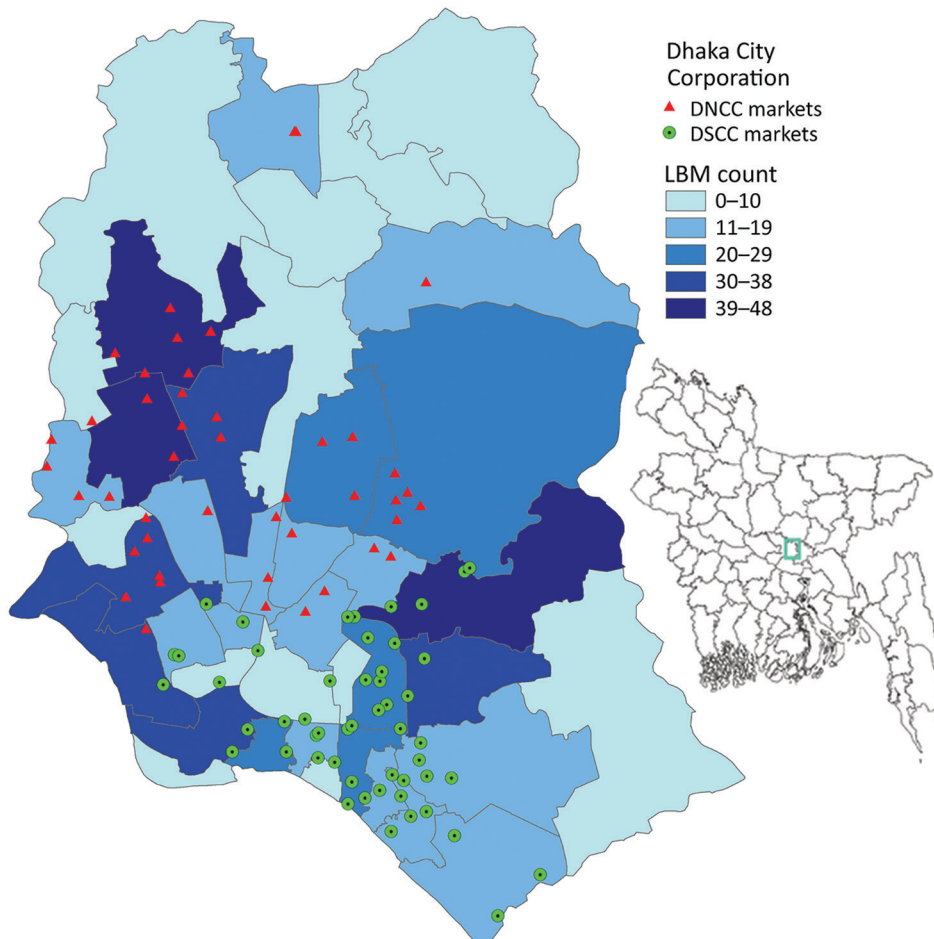 Dhaka City
Corporation
DNCC markets
DSCC markets
LBM count
0–10
11–19
20–29
30–38
39–48